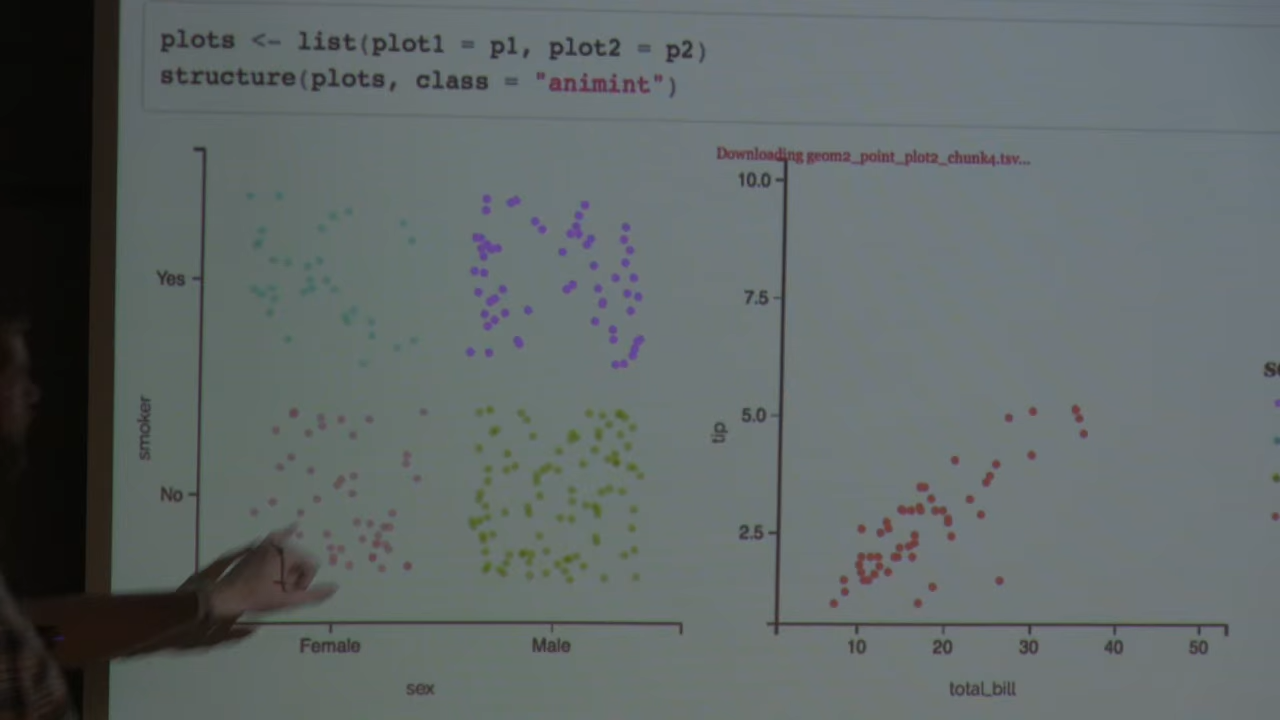 plots <- list(plot1 = p1, plot2 = p2)
structure(plots, class = "animint")
Downloading geom2_point_plot2_chunk4.tsv...
smoker
Yes
No
Female
Male
sex
tip
10.0
7.5
5.0
2.5
10
20
30
40
50
total_bill